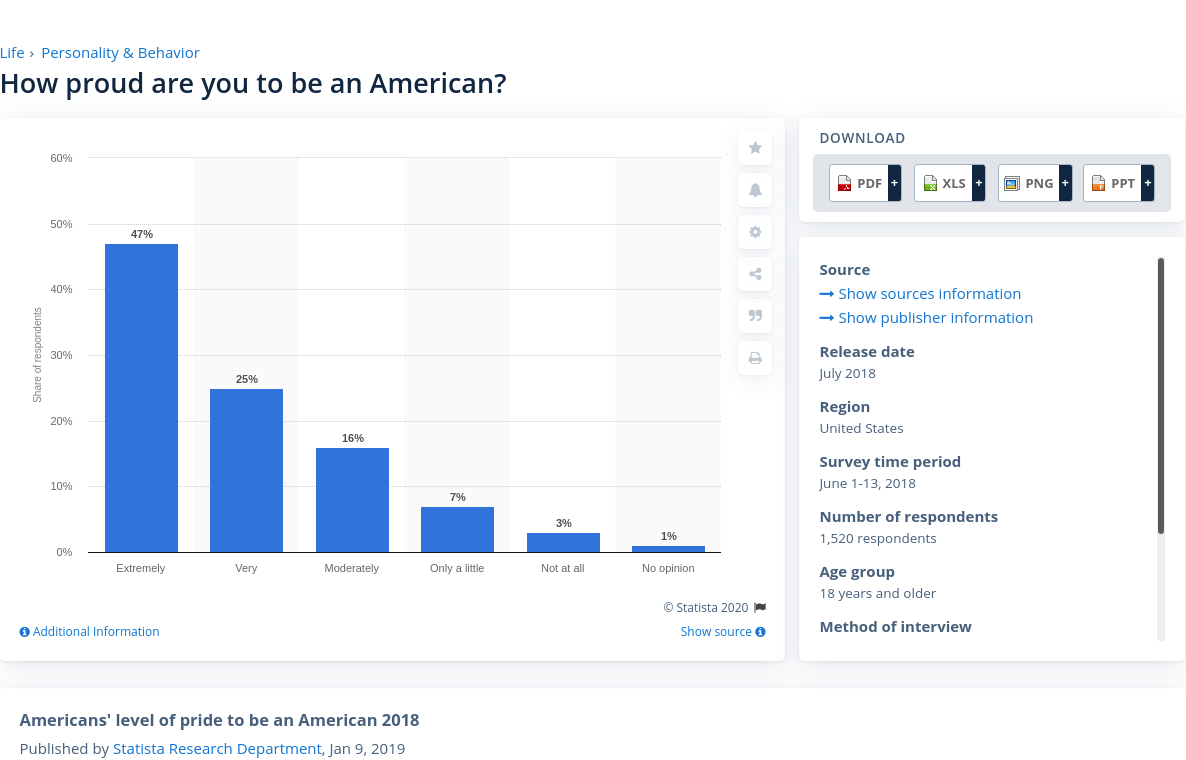 Life › Personality & Behavior
How proud are you to be an American?
60%
50%
40%
30%
20%
10%
0%
Share of respondents
47%
25%
16%
7%
3%
1%
Extremely
Very
Moderately
Only a little
Not at all
No opinion
© Statista 2020
Additional Information
Show source
DOWNLOAD
PDF + XLS + PNG + PPT +
Source
Show sources information
Show publisher information
Release date
July 2018
Region
United States
Survey time period
June 1-13, 2018
Number of respondents
1,520 respondents
Age group
18 years and older
Method of interview
Americans' level of pride to be an American 2018
Published by Statista Research Department, Jan 9, 2019